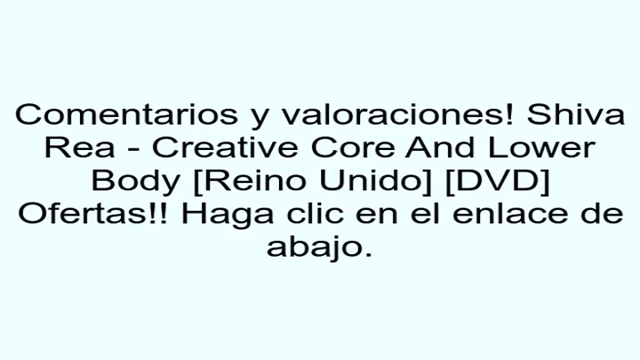 Comentarios y valoraciones! Shiva
Rea - Creative Core And Lower
Body [Reino Unido] [DVD]
Ofertas!! Haga clic en el enlace de
abajo.